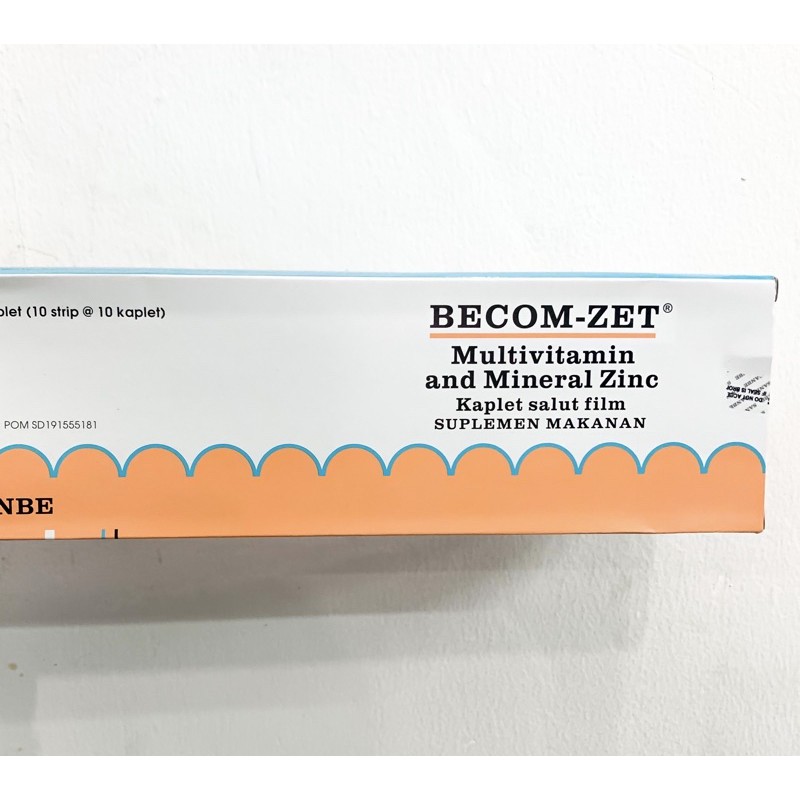 plet (10 strip @ 10 kaplet)
BECOM-ZET®
Multivitamin
and Mineral Zinc
Kaplet salut film
SUPLEMEN MAKANAN
POM SD191555181
NBE